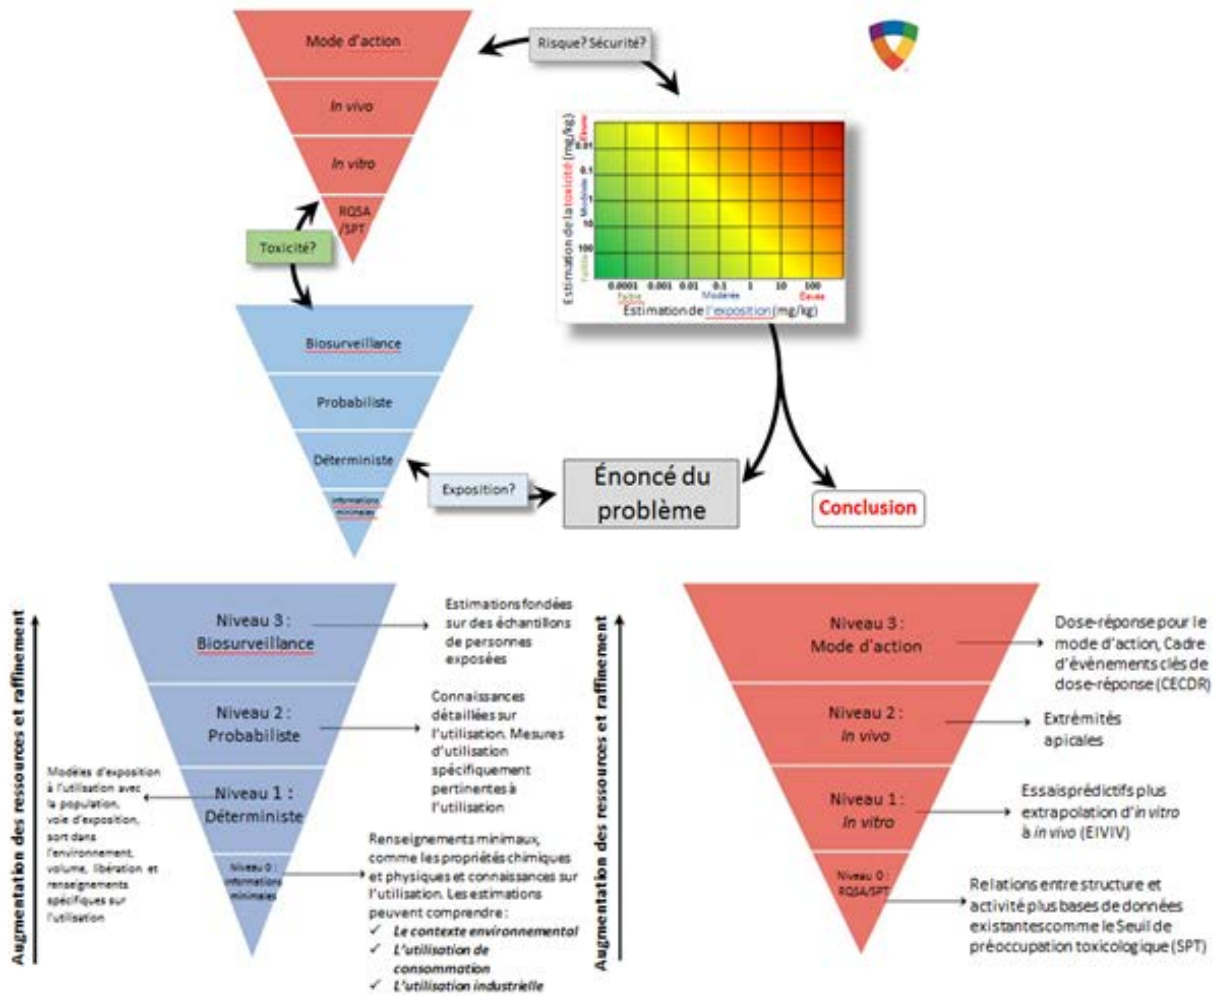 Mode d'action
In vivo
In vitro
RQSA
/SPT
Risque? Sécurité?
Toxicité?
Estimation de la toxicité (mg/kg)
Faible
Modérée
Élevée
0.01
0.1
1
10
100
0.0001 0.001 0.01 0.1 1 10 100
Faible
Modérée
Élevée
Estimation de l'exposition (mg/kg)
Biosurveillance
Probabiliste
Déterministe
Informations
minimales
Exposition?
Énoncé du
problème
Conclusion
Augmentation des ressources et raffinement
Niveau 3 :
Biosurveillance
Estimations fondées
sur des échantillons
de personnes
exposées
Niveau 2 :
Probabiliste
Connaissances
détaillées sur
l'utilisation. Mesures
d'utilisation
spécifiquement
pertinentes à
l'utilisation
Niveau 1 :
Déterministe
Modèles d'exposition
à l'utilisation avec
la population,
voie d'exposition,
sort dans
l'environnement,
volume, libération et
renseignements
spécifiques sur
l'utilisation
Niveau 0 :
informations
minimales
Renseignements minimaux,
comme les propriétés chimiques
et physiques et connaissances sur
l'utilisation. Les estimations
peuvent comprendre :
✓ Le contexte environnemental
✓ L'utilisation de
consommation
✓ L'utilisation industrielle
Augmentation des ressources et raffinement
Niveau 3 :
Mode d'action
Dose-réponse pour le
mode d'action, Cadre
d'évènements clés de
dose-réponse (CECDR)
Niveau 2 :
In vivo
Extrémités
apicales
Niveau 1 :
In vitro
Essais prédictifs plus
extrapolation d'in vitro
à in vivo (EIVIV)
Niveau 0 :
RQSA/SPT
Relations entre structure et
activité plus bases de données
existantes comme le Seuil de
préoccupation toxicologique (SPT)